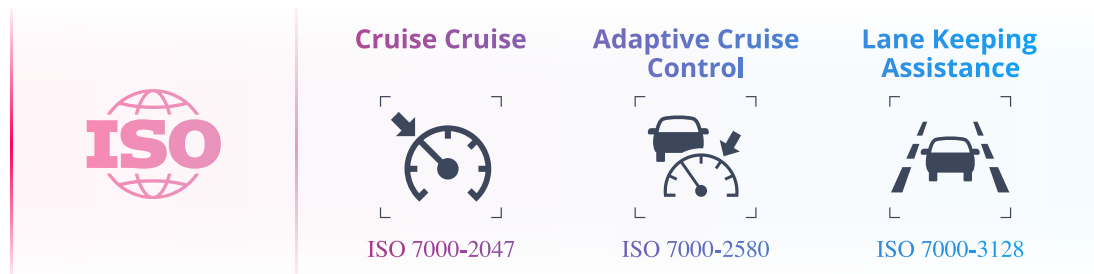 ISO
Cruise Cruise
Adaptive Cruise
Control
Lane Keeping
Assistance
ISO 7000-2047
ISO 7000-2580
ISO 7000-3128